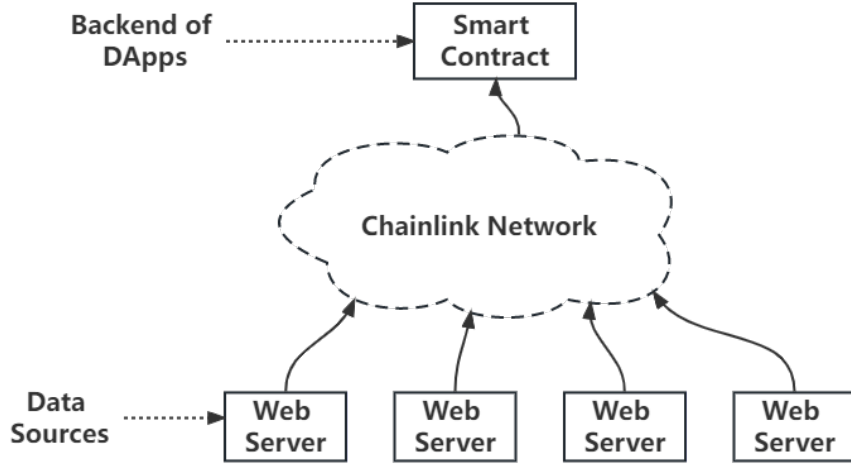 Backend of
DApps
Smart
Contract
Chainlink Network
Data
Sources
Web
Server
Web
Server
Web
Server
Web
Server